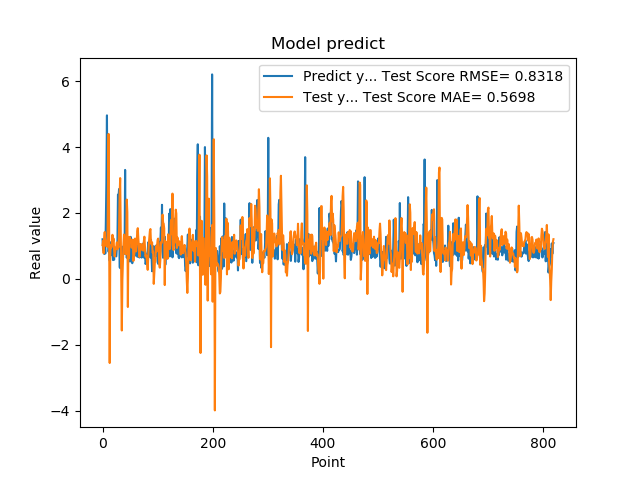 Model predict
Predict y... Test Score RMSE= 0.8318
Test y... Test Score MAE= 0.5698
Real value
6
4
2
0
−2
−4
0 200 400 600 800
Point